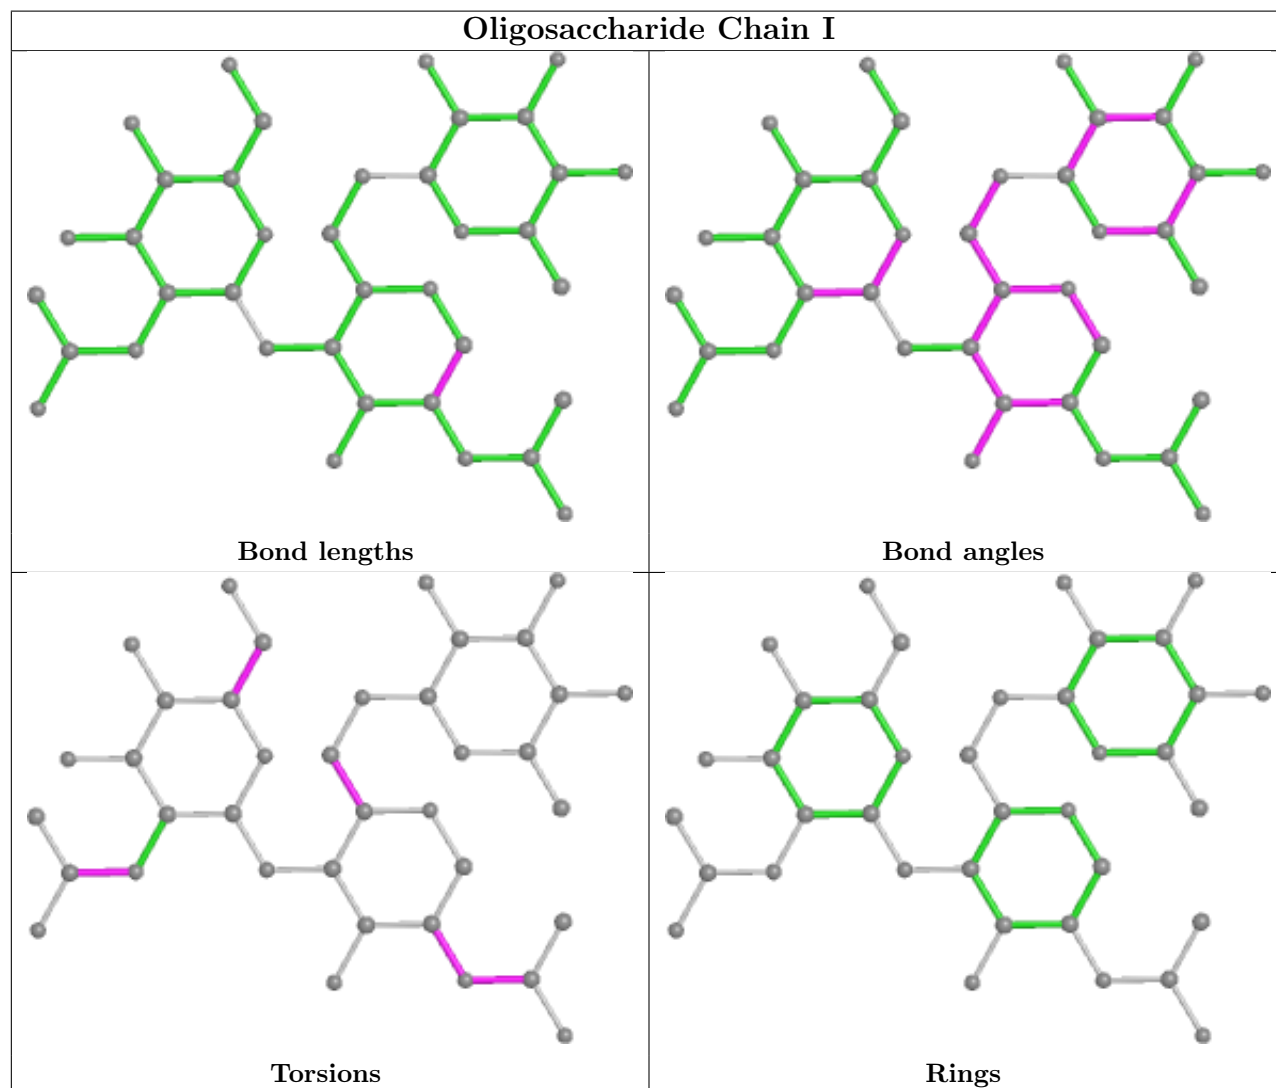 Oligosaccharide Chain I
Bond lengths
Bond angles
Torsions
Rings